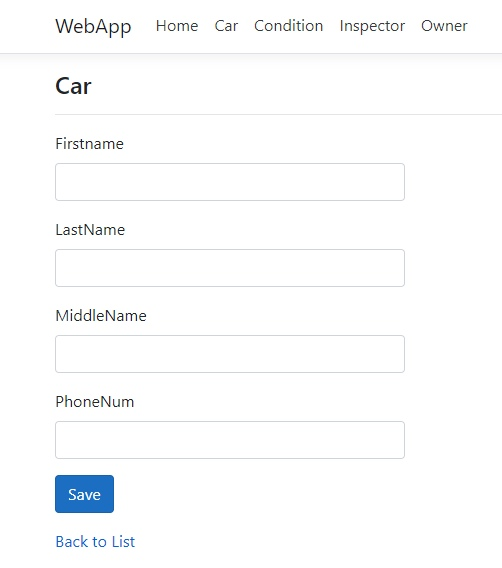 WebApp Home Car Condition Inspector Owner
Car
Firstname
LastName
MiddleName
PhoneNum
Save
Back to List